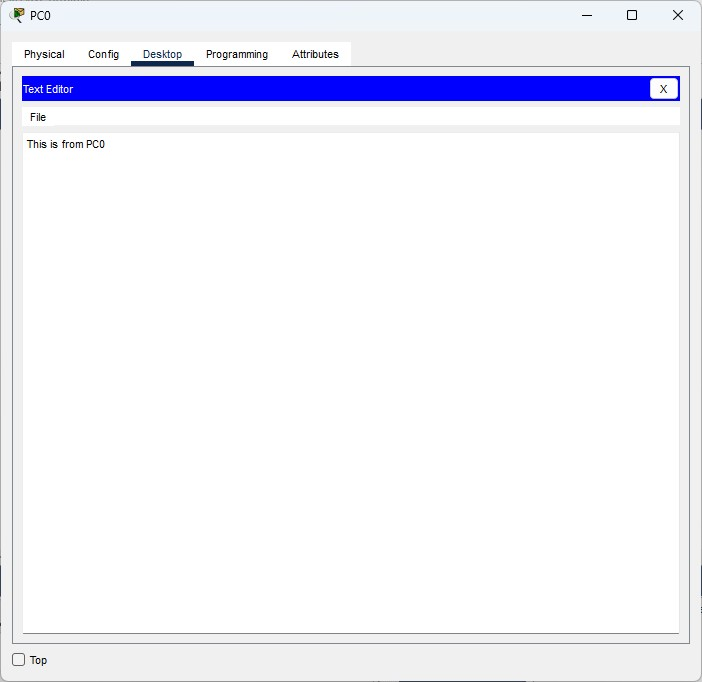 PC0
Physical Config Desktop Programming Attributes
Text Editor X
File
This is from PC0
Top